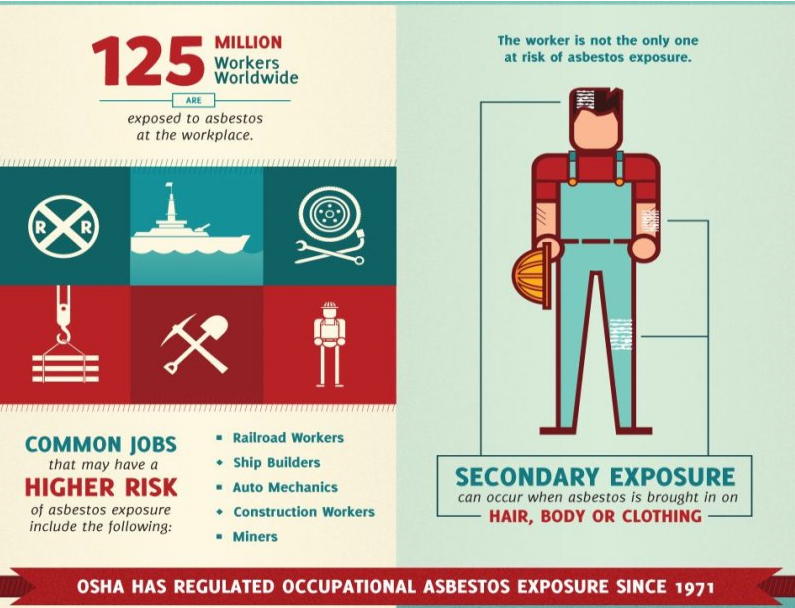 125 MILLION
Workers
Worldwide
ARE
exposed to asbestos
at the workplace.
R R
COMMON JOBS
that may have a
HIGHER RISK
of asbestos exposure
include the following:
Railroad Workers
Ship Builders
Auto Mechanics
Construction Workers
Miners
The worker is not the only one
at risk of asbestos exposure.
SECONDARY EXPOSURE
can occur when asbestos is brought in on
HAIR, BODY OR CLOTHING
OSHA HAS REGULATED OCCUPATIONAL ASBESTOS EXPOSURE SINCE 1971